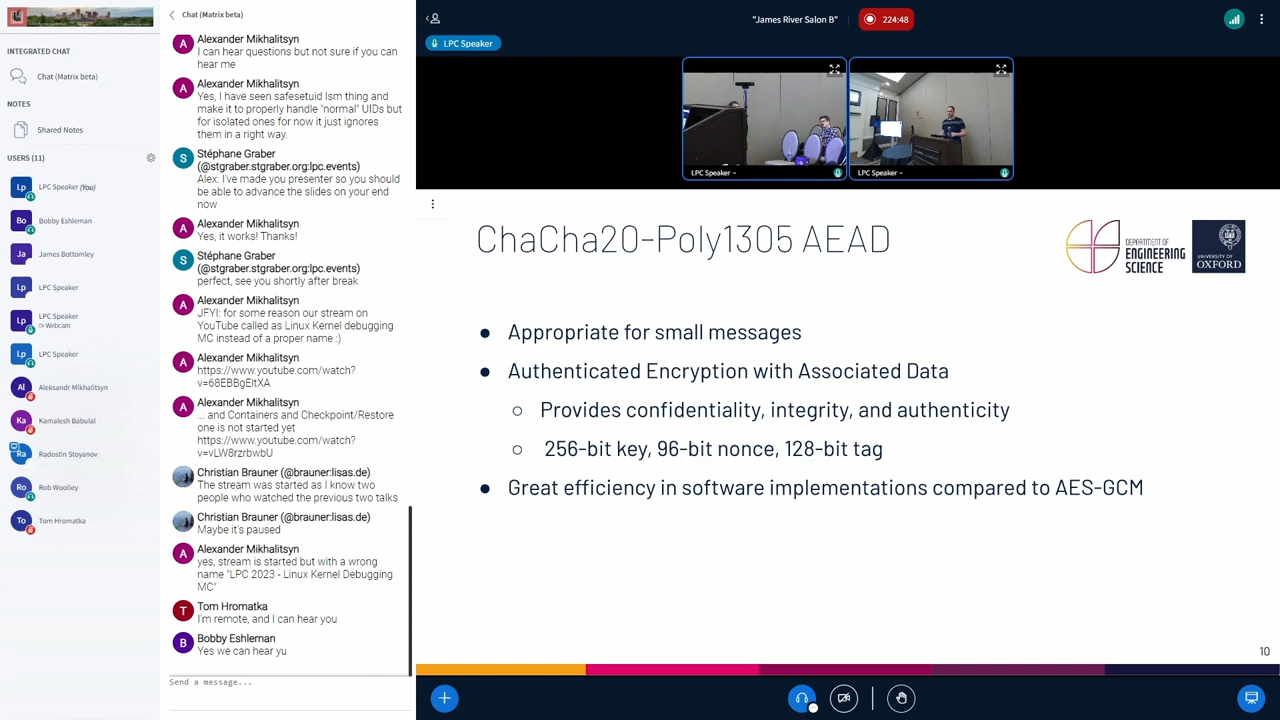 INTEGRATED CHAT
Chat (Matrix beta)
NOTES
Shared Notes
USERS (11)
Lp LPC Speaker (You)
Bo Bobby Eshleman
Ja James Bottomley
Lp LPC Speaker
Lp LPC Speaker
Webcam
Lp LPC Speaker
Al Aleksandr Mikhalitsyn
Ka Kamalesh Babulal
Ra Radostin Stoyanov
Ro Rob Woolley
To Tom Hromatka
Chat (Matrix beta)
A Alexander Mikhalitsyn
I can hear questions but not sure if you can
hear me
A Alexander Mikhalitsyn
Yes, I have seen safesetuid lsm thing and
make it to properly handle "normal" UIDs but
for isolated ones for now it just ignores
them in a right way.
S Stéphane Graber
(@stgraber.stgraber.org:lpc.events)
Alex: I've made you presenter so you should
be able to advance the slides on your end
now
A Alexander Mikhalitsyn
Yes, it works! Thanks!
S Stéphane Graber
(@stgraber.stgraber.org:lpc.events)
perfect, see you shortly after break
A Alexander Mikhalitsyn
JFYI: for some reason our stream on
YouTube called as Linux Kernel debugging
MC instead of a proper name :)
A Alexander Mikhalitsyn
https://www.youtube.com/watch?
v=68EBBgEltXA
A Alexander Mikhalitsyn
... and Containers and Checkpoint/Restore
one is not started yet
https://www.youtube.com/watch?
v=vLW8rzrbwbU
Christian Brauner (@brauner:lisas.de)
The stream was started as I know two
people who watched the previous two talks
Christian Brauner (@brauner:lisas.de)
Maybe it's paused
A Alexander Mikhalitsyn
yes, stream is started but with a wrong
name "LPC 2023 - Linux Kernel Debugging
MC"
T Tom Hromatka
I'm remote, and I can hear you
B Bobby Eshleman
Yes we can hear yu
Send a message...
"James River Salon B"
224:48
LPC Speaker
LPC Speaker
LPC Speaker
ChaCha20-Poly1305 AEAD
DEPARTMENT OF
ENGINEERING
SCIENCE
UNIVERSITY OF
OXFORD
● Appropriate for small messages
● Authenticated Encryption with Associated Data
○ Provides confidentiality, integrity, and authenticity
○ 256-bit key, 96-bit nonce, 128-bit tag
● Great efficiency in software implementations compared to AES-GCM
10